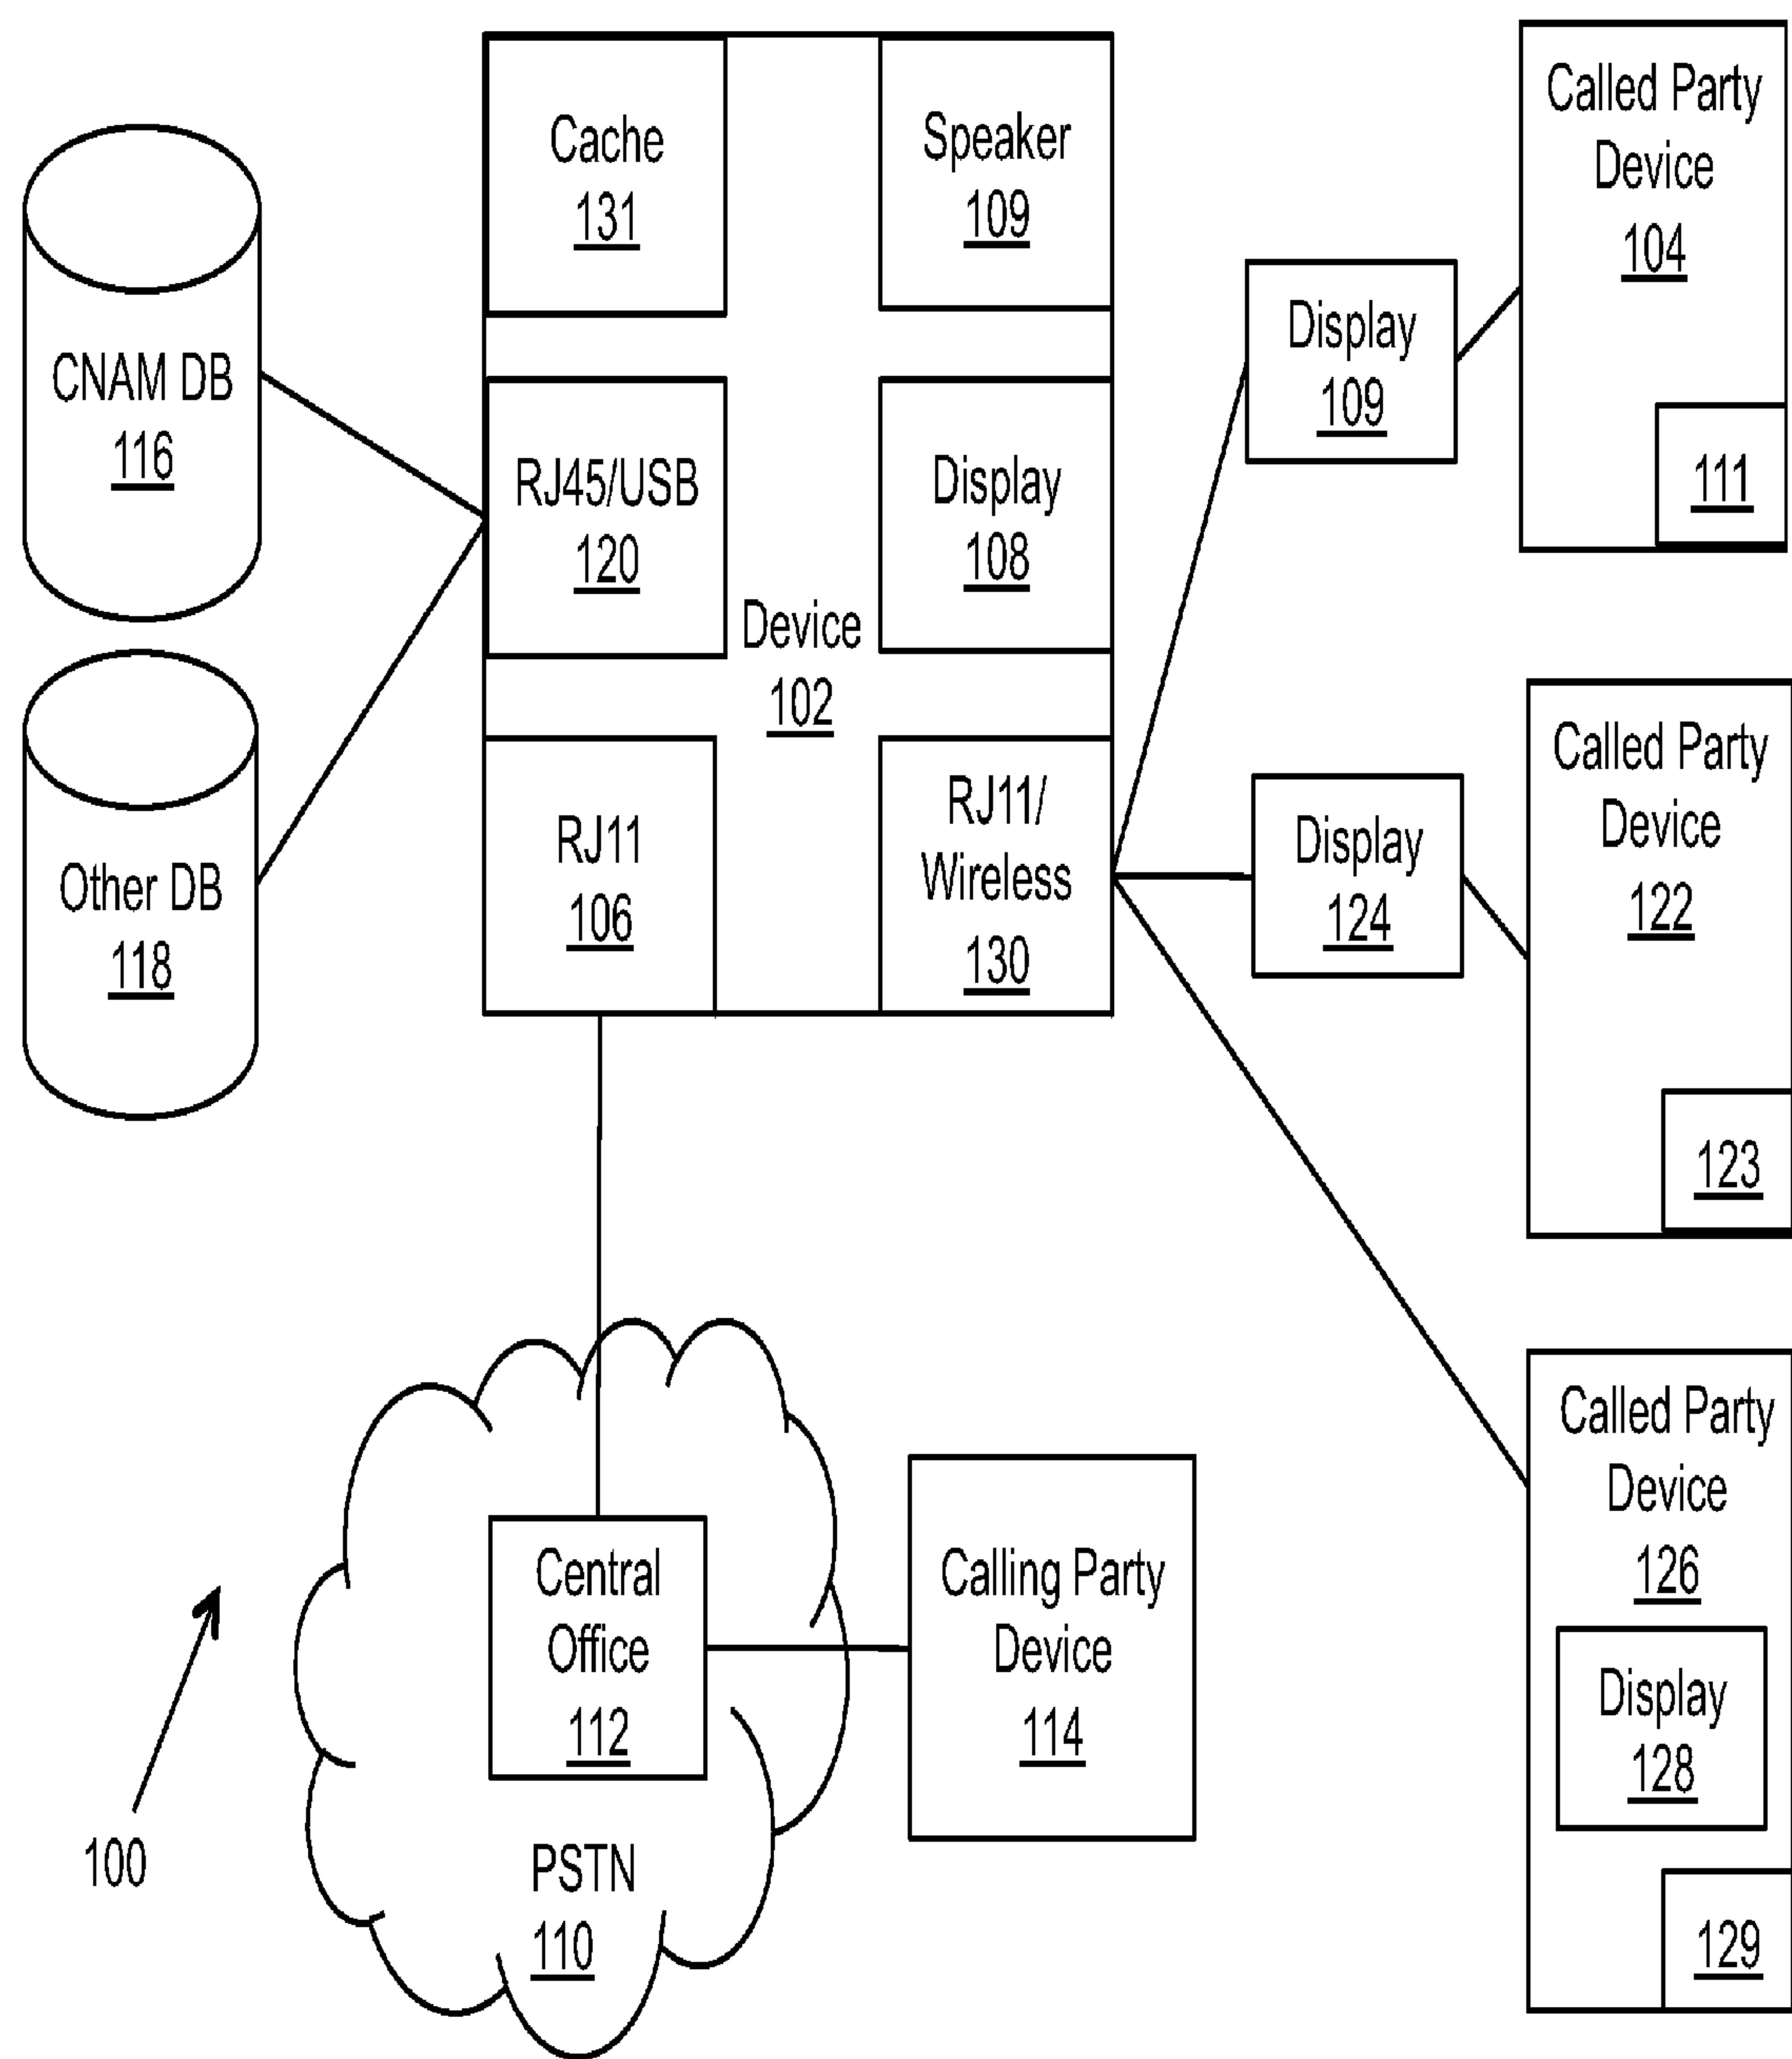 Cache
131
Speaker
109
CNAM DB
116
RJ45/USB
120
Display
108
Device
102
Other DB
118
RJ11
106
RJ11/
Wireless
130
Display
109
Called Party
Device
104
111
Display
124
Called Party
Device
122
123
Called Party
Device
126
Display
128
129
Central
Office
112
Calling Party
Device
114
PSTN
110
100